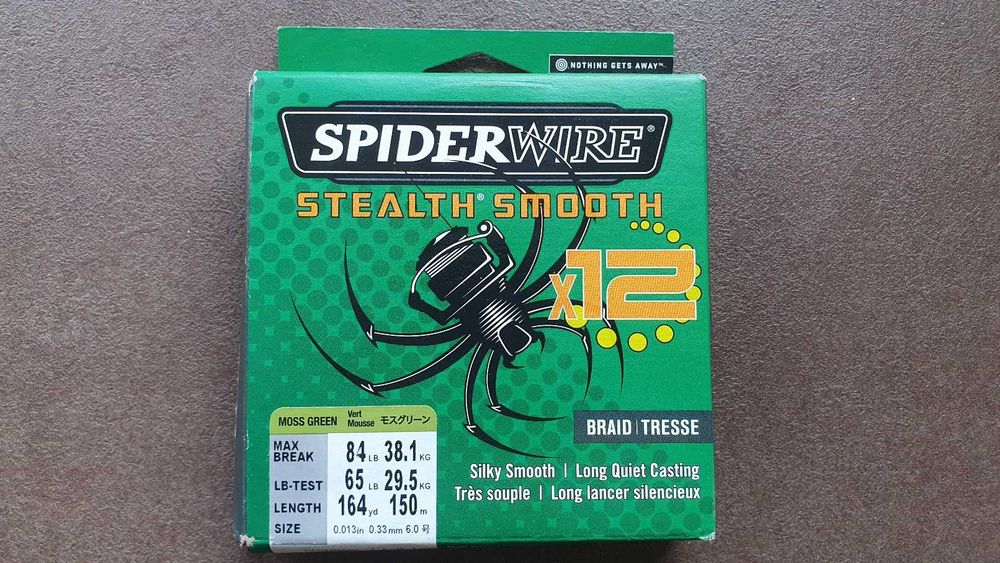 NOTHING GETS AWAY™
SPIDERWIRE®
STEALTH® SMOOTH
x12
BRAID | TRESSE
Silky Smooth | Long Quiet Casting
Très souple | Long lancer silencieux
MOSS GREEN Vert Mousse モスグリーン
MAX BREAK 84 LB 38.1 KG
LB-TEST 65 LB 29.5 KG
LENGTH 164 yd 150 m
SIZE 0.013in 0.33mm 6.0号